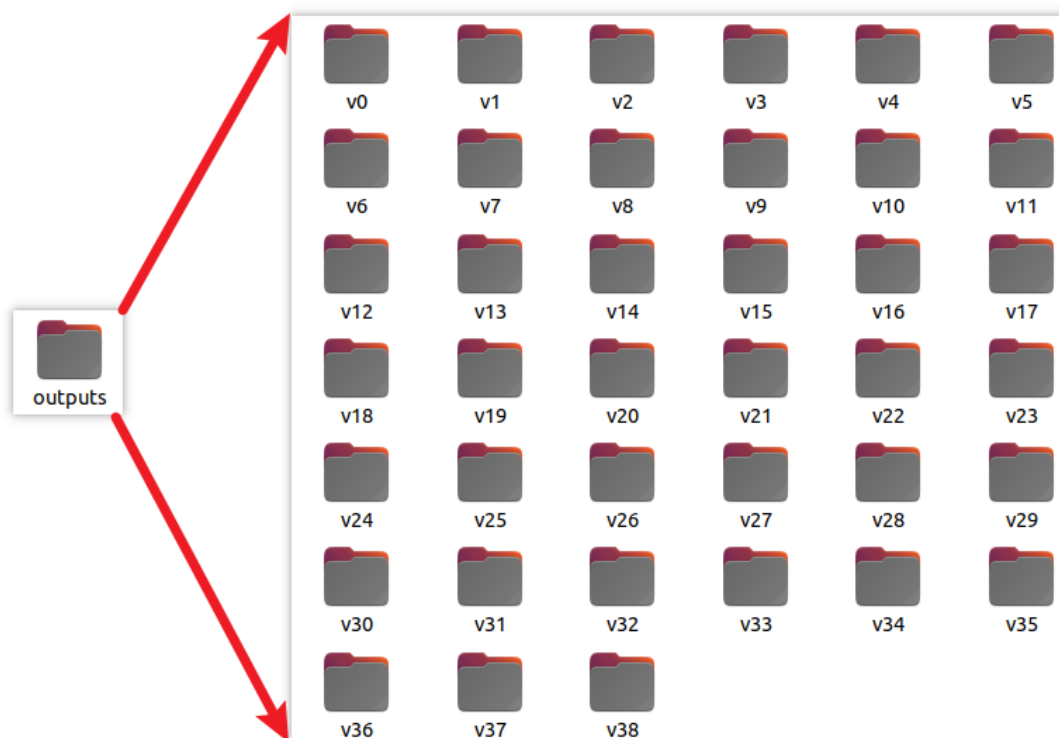 v0 v1 v2 v3 v4 v5
v6 v7 v8 v9 v10 v11
v12 v13 v14 v15 v16 v17
outputs
v18 v19 v20 v21 v22 v23
v24 v25 v26 v27 v28 v29
v30 v31 v32 v33 v34 v35
v36 v37 v38